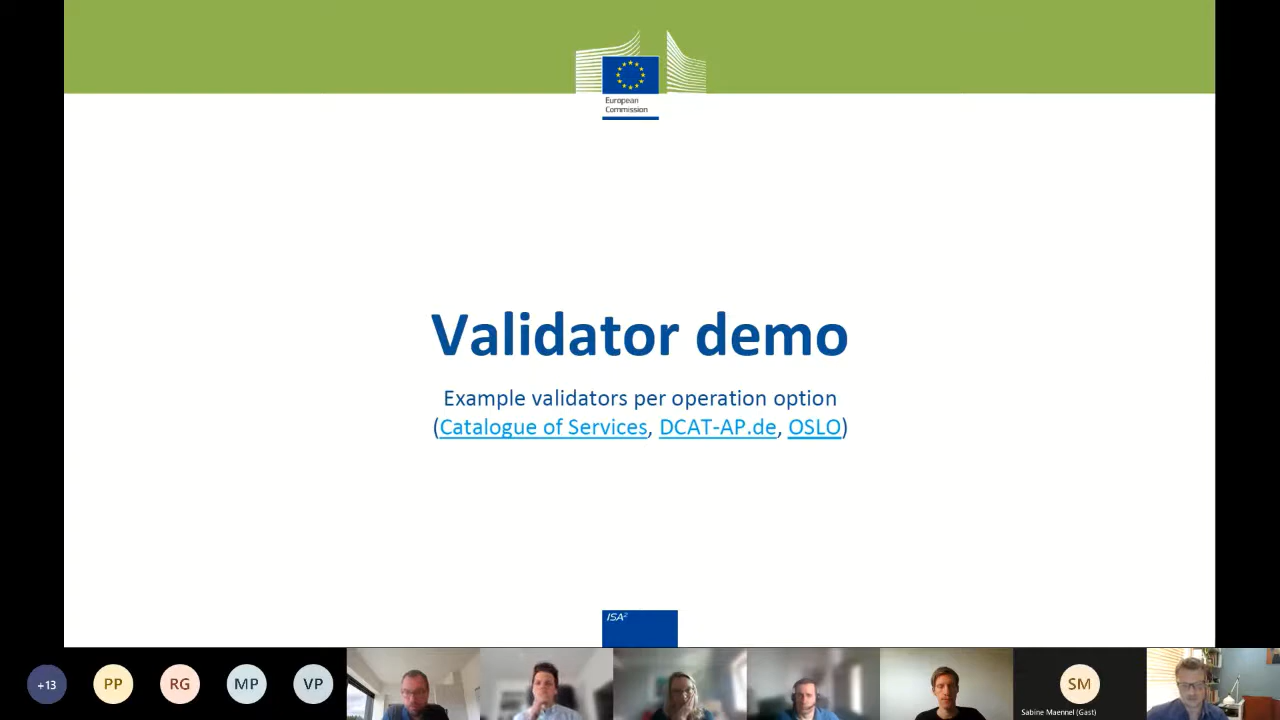 European
Commission
Validator demo
Example validators per operation option
(Catalogue of Services, DCAT-AP.de, OSLO)
ISA²
+13
PP
RG
MP
VP
SM
Sabine Maennel (Gast)